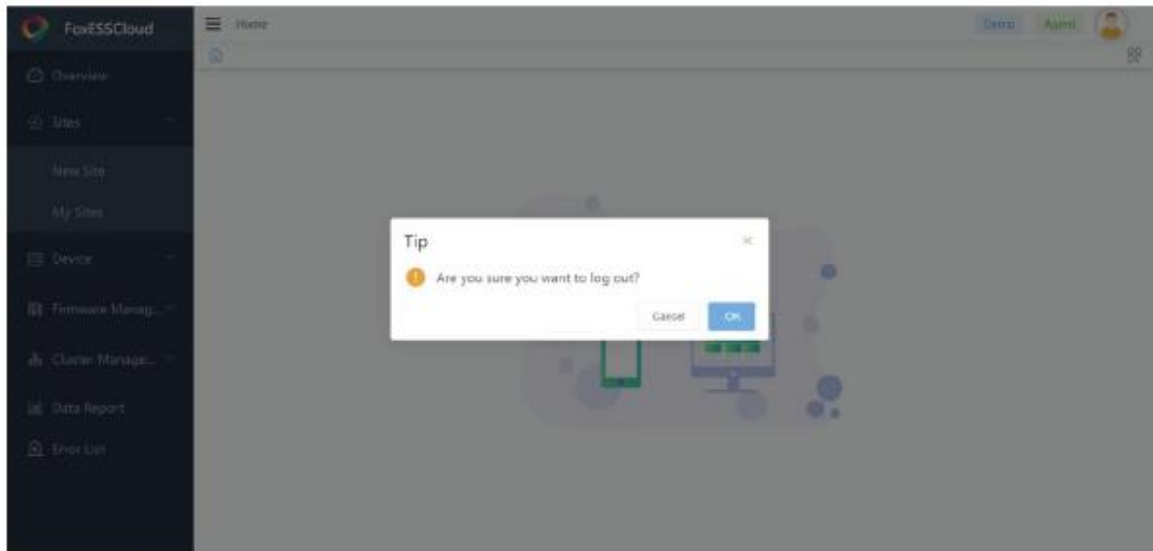 FoxESSCloud
Home
Demo Agent
Overview
Sites
New Site
My Sites
Device
Firmware Manag...
Cluster Manage...
Data Report
Error List
Tip
Are you sure you want to log out?
Cancel OK